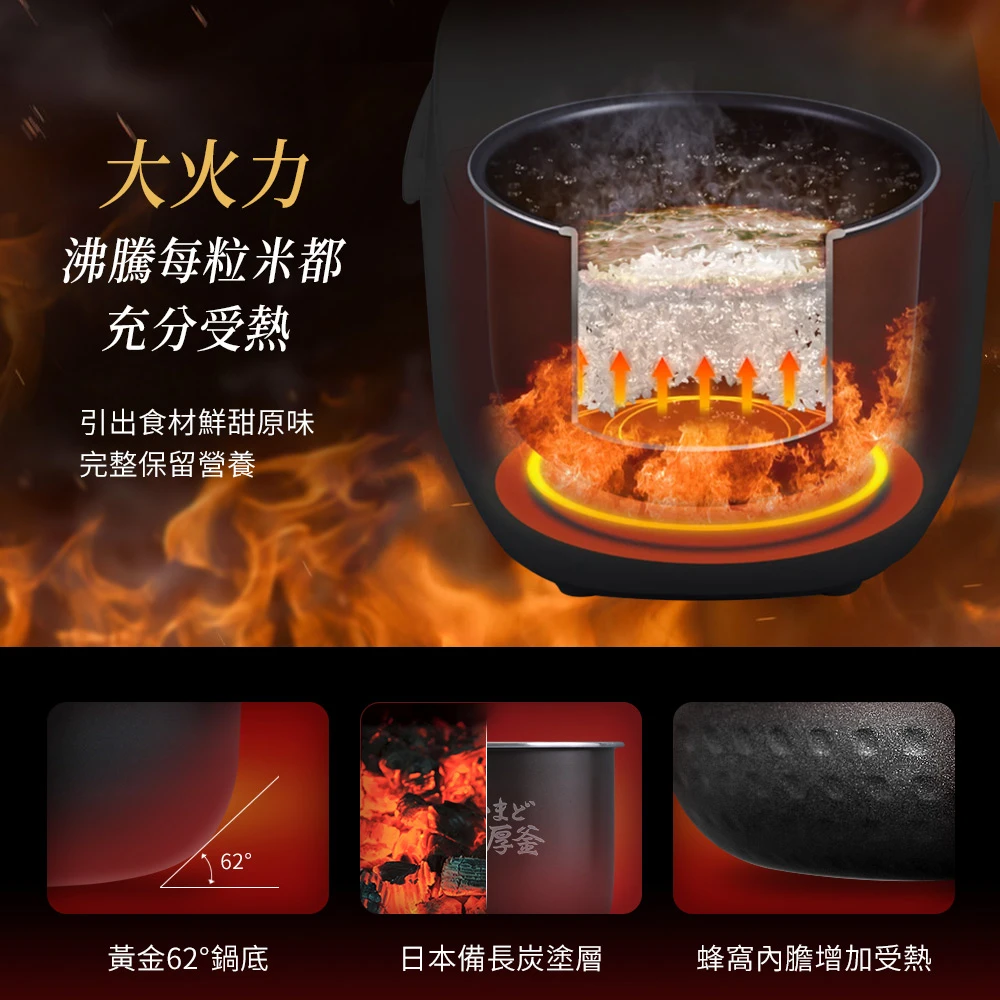 大火力
沸騰每粒米都
充分受熱
引出食材鮮甜原味
完整保留營養
62°
まど
厚釜
黃金62°鍋底
日本備長炭塗層
蜂窩內膽增加受熱